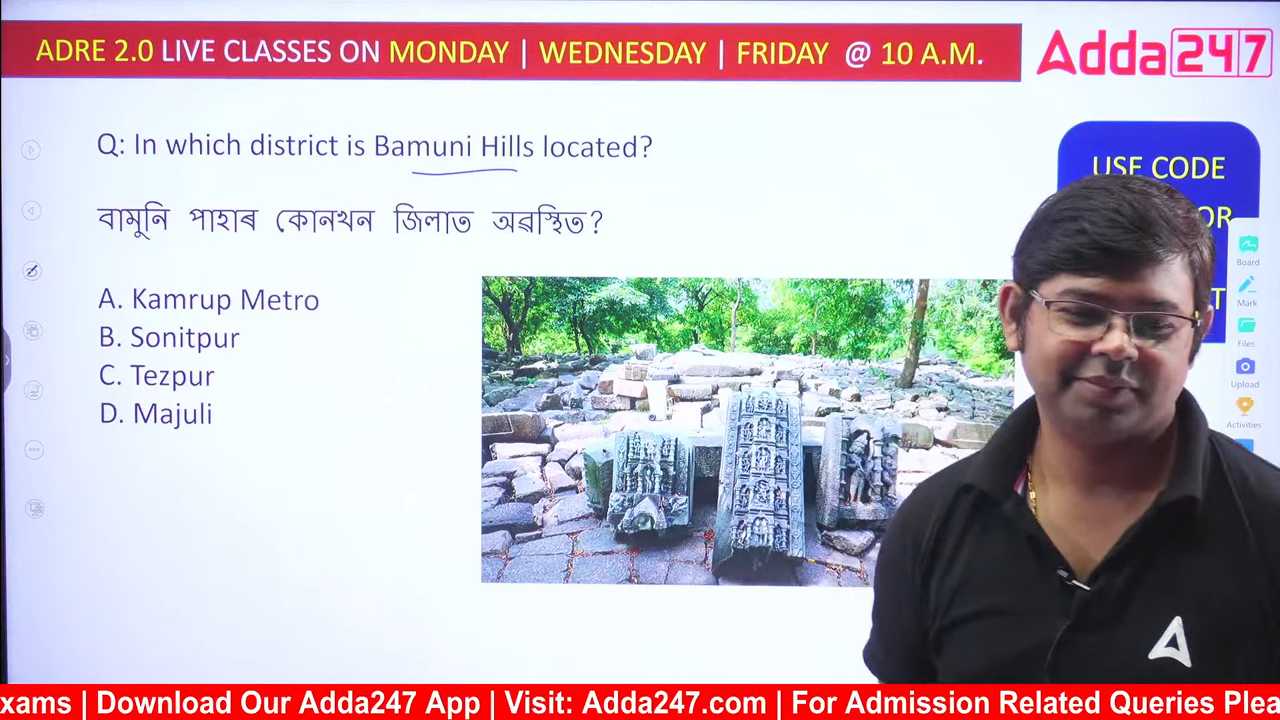 ADRE 2.0 LIVE CLASSES ON MONDAY | WEDNESDAY | FRIDAY @ 10 A.M.
Adda247
Q: In which district is Bamuni Hills located?
বামুনি পাহাৰ কোনখন জিলাত অৱস্থিত?
A. Kamrup Metro
B. Sonitpur
C. Tezpur
D. Majuli
USE CODE
OR
T
Board
Mark
Files
Upload
Activities
xams | Download Our Adda247 App | Visit: Adda247.com | For Admission Related Queries Plea